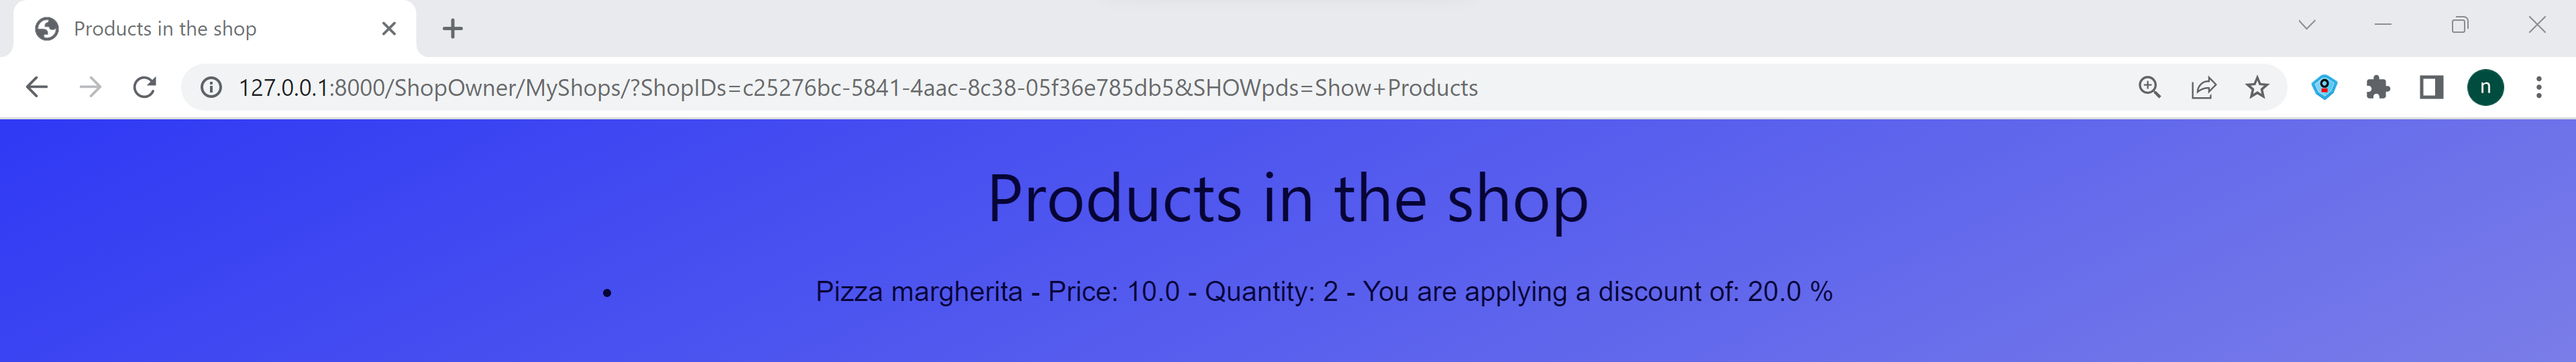 Products in the shop
127.0.0.1:8000/ShopOwner/MyShops/?ShopIDs=c25276bc-5841-4aac-8c38-05f36e785db5&SHOWpds=Show+Products
n
Products in the shop
• Pizza margherita - Price: 10.0 - Quantity: 2 - You are applying a discount of: 20.0 %